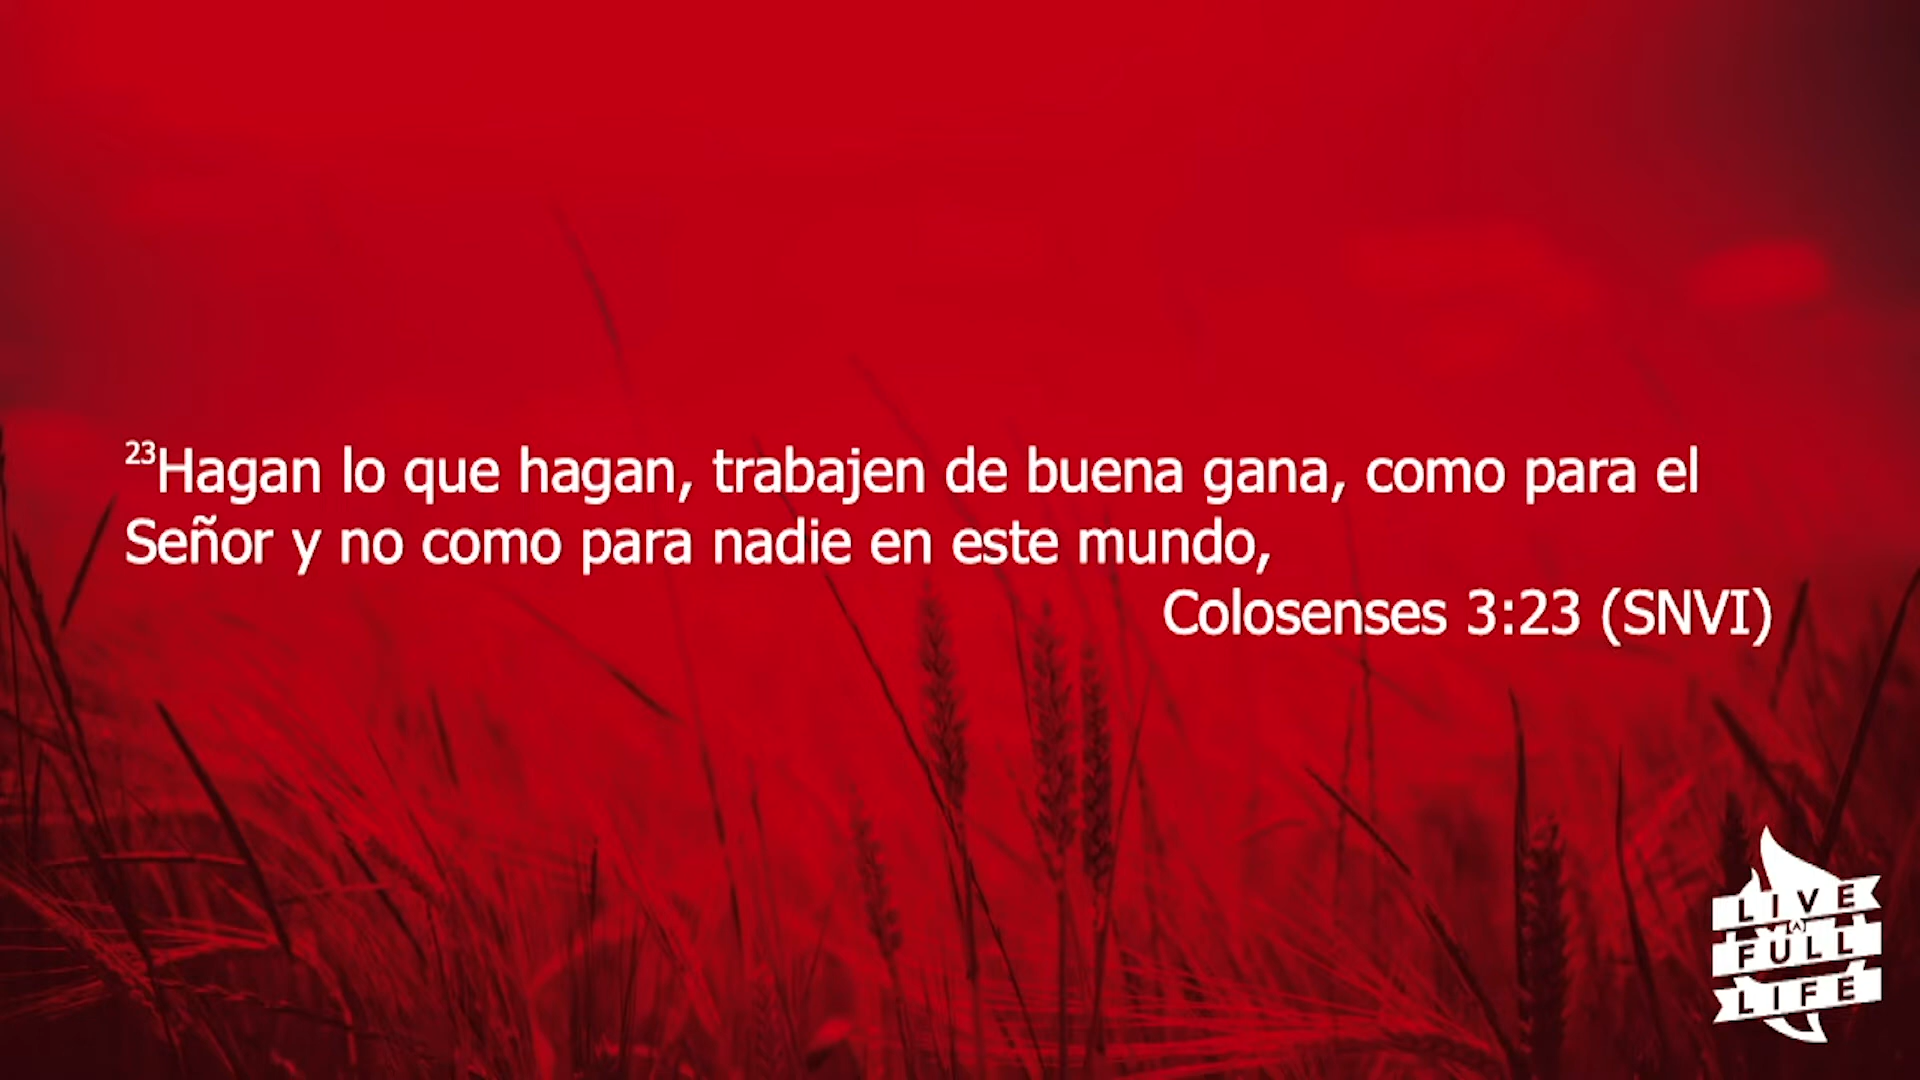 ²³Hagan lo que hagan, trabajen de buena gana, como para el
Señor y no como para nadie en este mundo,
Colosenses 3:23 (SNVI)
LIVE
A
FULL
LIFE